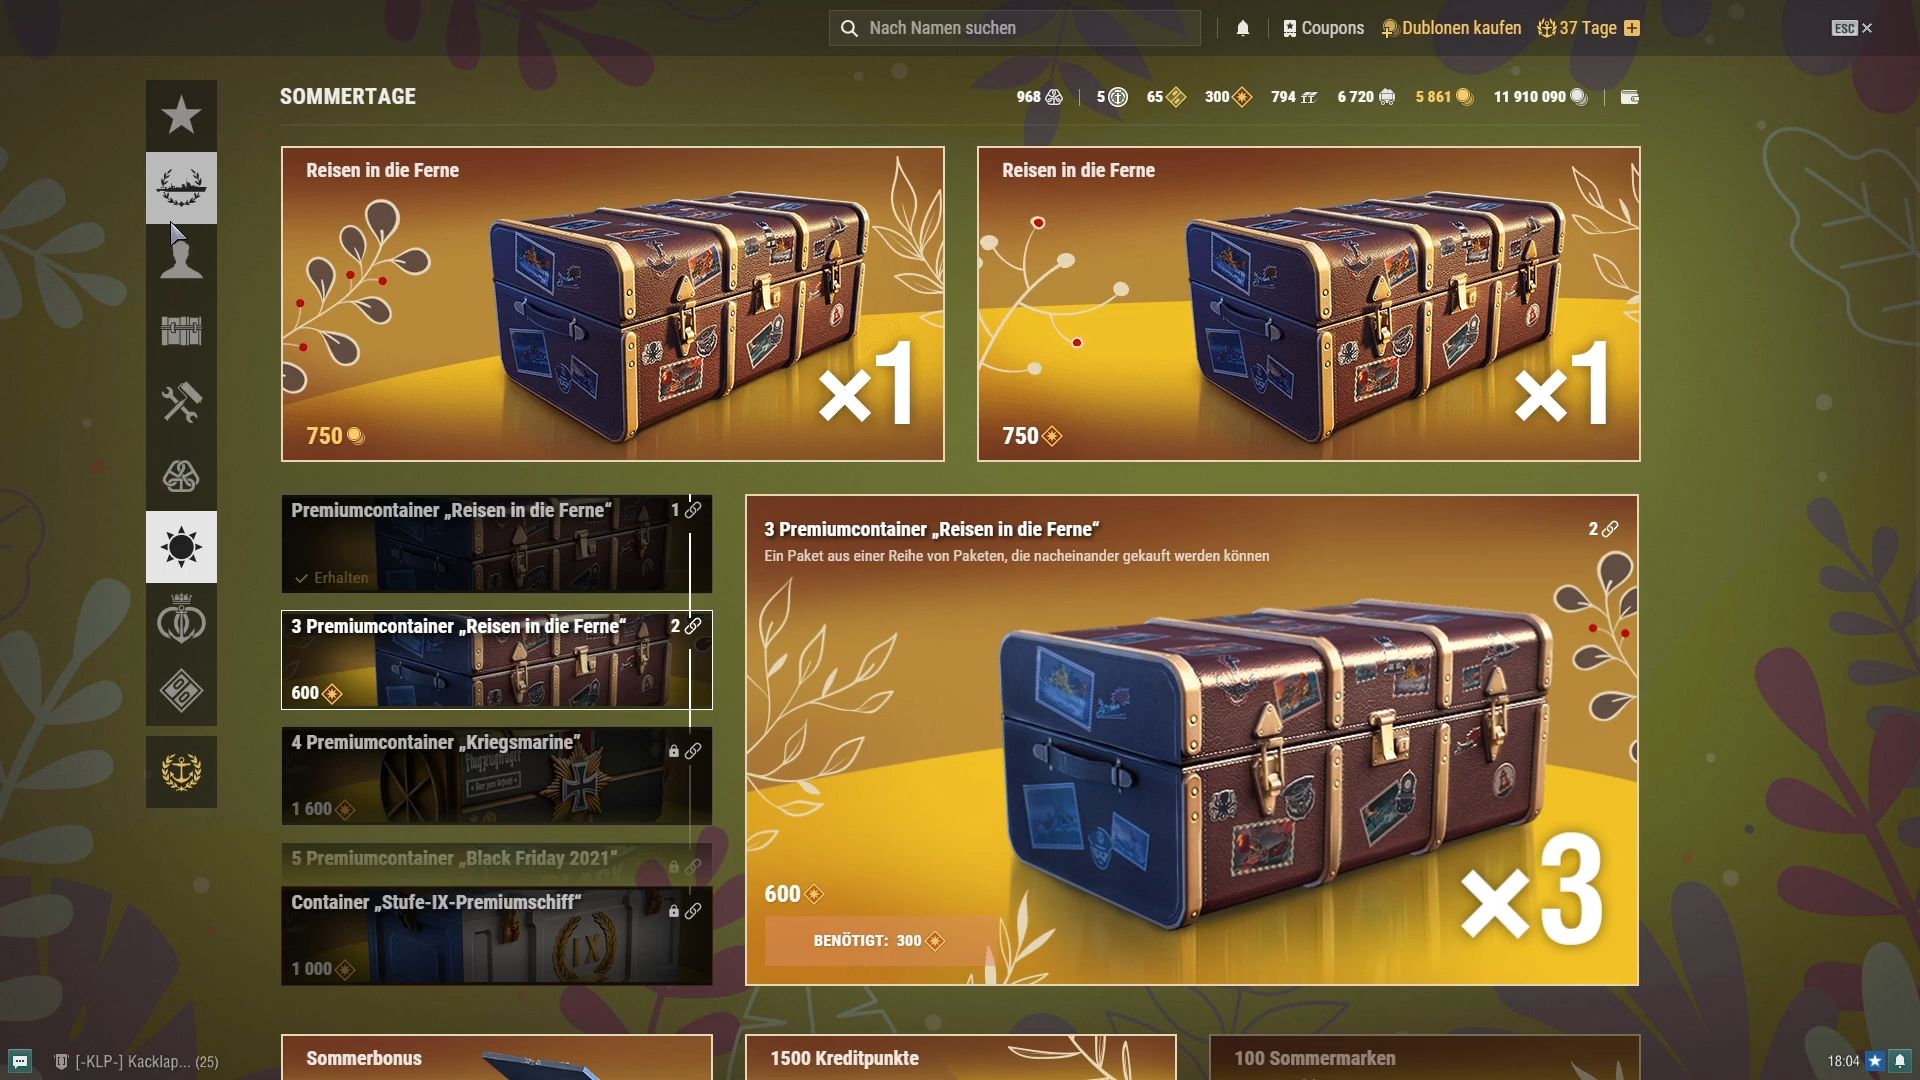 Nach Namen suchen
Coupons
Dublonen kaufen
37 Tage
ESC
SOMMERTAGE
968
5
65
300
794
6 720
5 861
11 910 090
Reisen in die Ferne
×1
750
Reisen in die Ferne
×1
750
Premiumcontainer „Reisen in die Ferne“
1
Erhalten
3 Premiumcontainer „Reisen in die Ferne“
2
600
4 Premiumcontainer „Kriegsmarine”
1 600
5 Premiumcontainer „Black Friday 2021“
Container „Stufe-IX-Premiumschiff“
IX
1 000
3 Premiumcontainer „Reisen in die Ferne“
2
Ein Paket aus einer Reihe von Paketen, die nacheinander gekauft werden können
600
BENÖTIGT: 300
×3
Sommerbonus
1500 Kreditpunkte
100 Sommermarken
[-KLP-] Kacklap... (25)
18:04